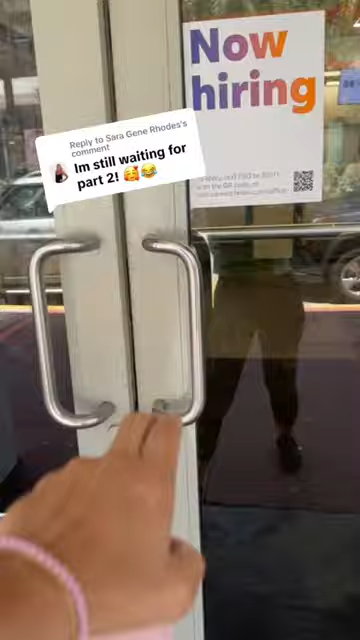 Now
hiring
Reply to Sara Gene Rhodes's
comment
Im still waiting for
part 2! 🥰😂